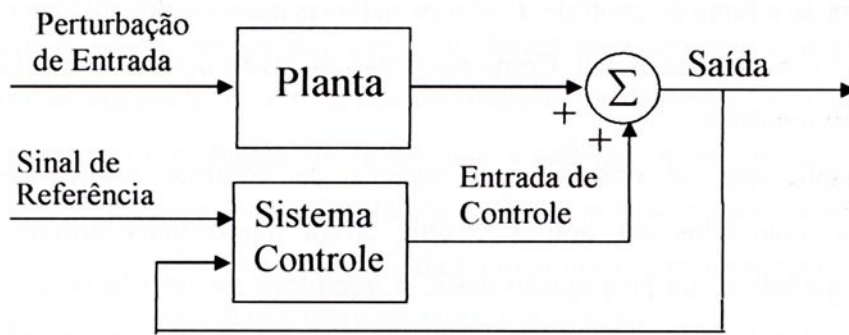 Perturbação
de Entrada
Planta
Σ
Saída
+
+
Sinal de
Referência
Sistema
Controle
Entrada de
Controle